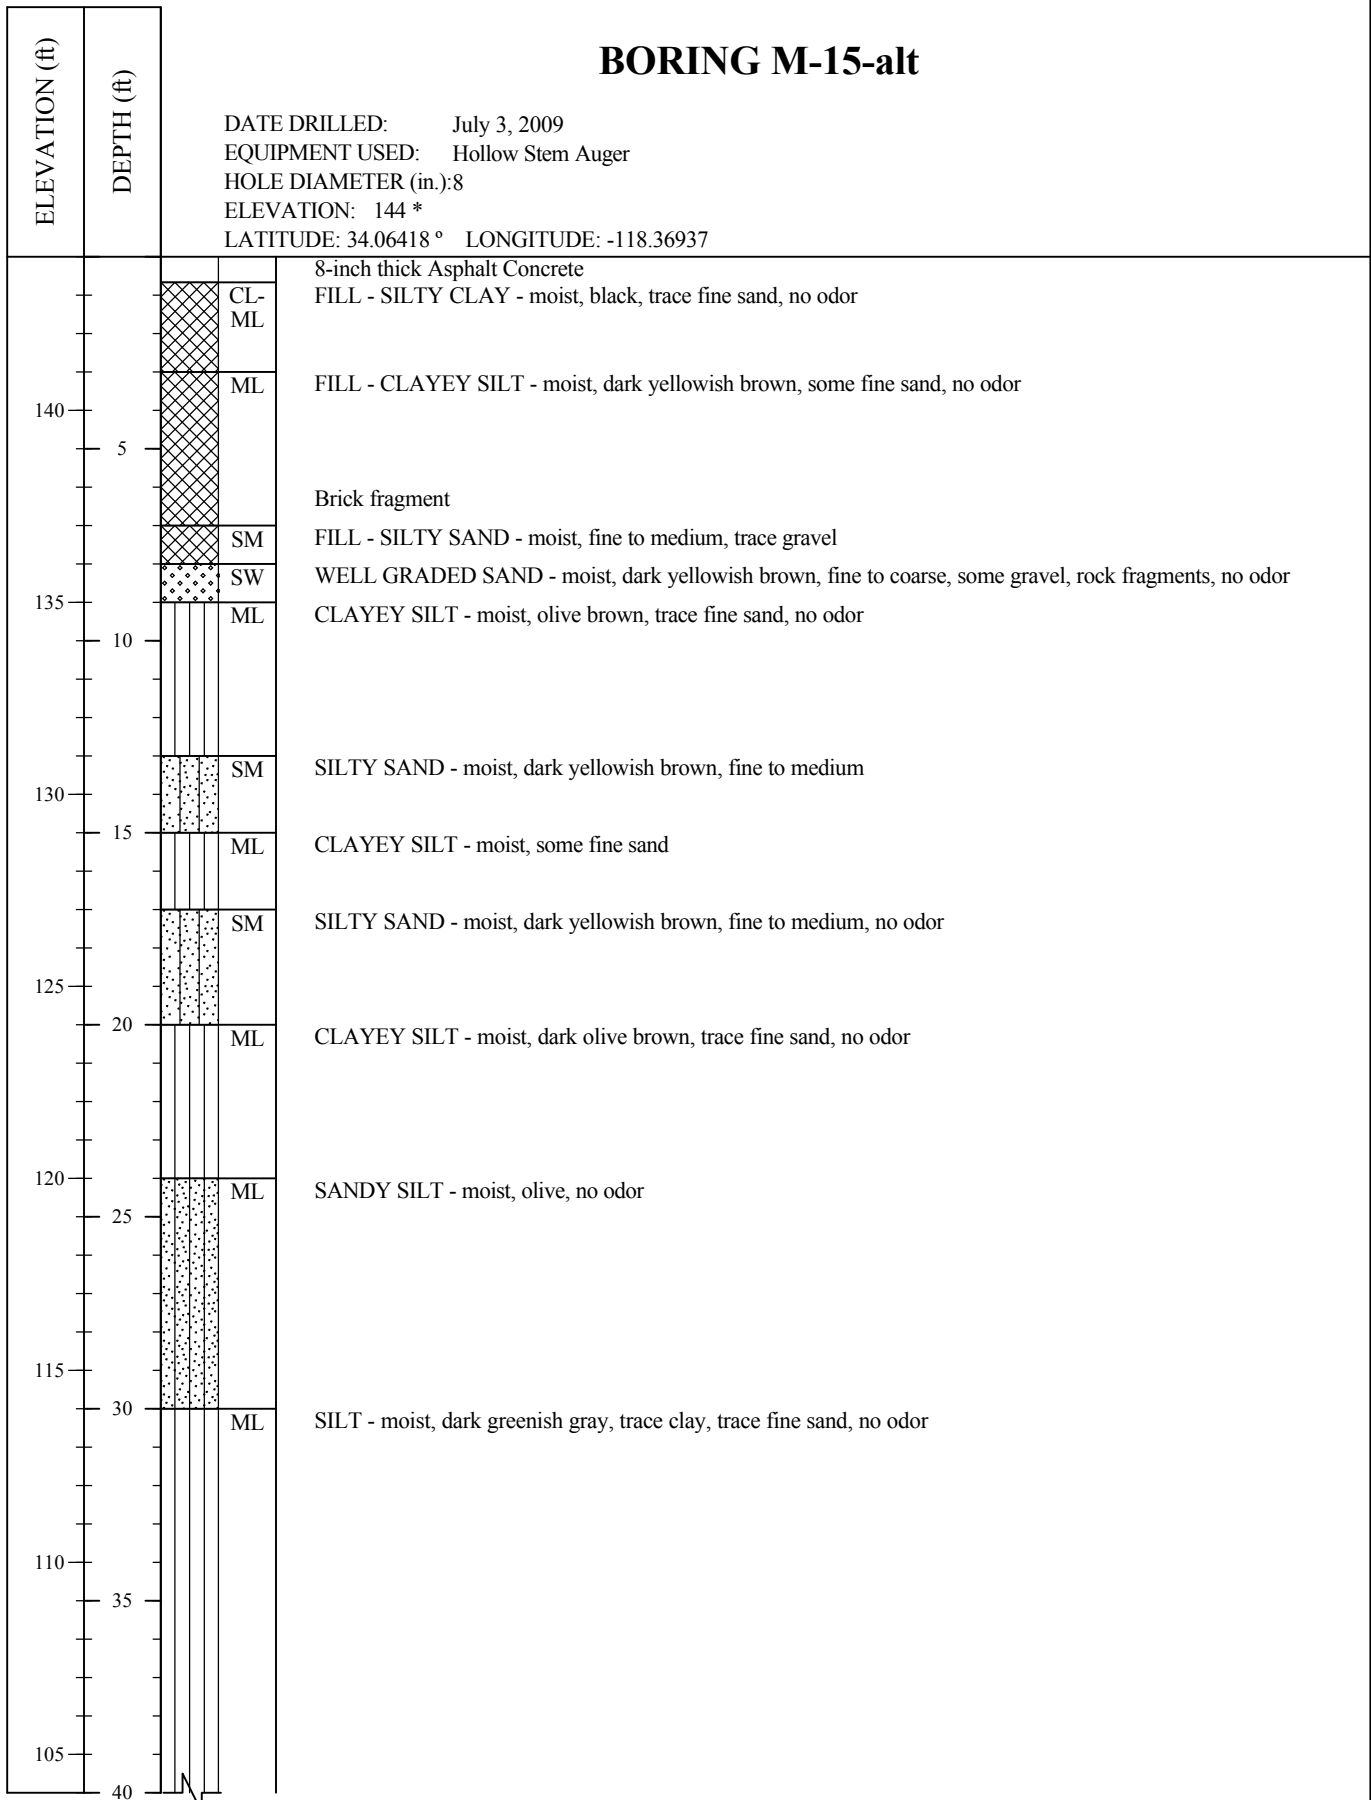 ELEVATION (ft)
DEPTH (ft)
BORING M-15-alt
DATE DRILLED: July 3, 2009
EQUIPMENT USED: Hollow Stem Auger
HOLE DIAMETER (in.):8
ELEVATION: 144 *
LATITUDE: 34.06418 º LONGITUDE: -118.36937
8-inch thick Asphalt Concrete
CL- FILL - SILTY CLAY - moist, black, trace fine sand, no odor
ML
ML FILL - CLAYEY SILT - moist, dark yellowish brown, some fine sand, no odor
140
5
Brick fragment
SM FILL - SILTY SAND - moist, fine to medium, trace gravel
SW WELL GRADED SAND - moist, dark yellowish brown, fine to coarse, some gravel, rock fragments, no odor
135
ML CLAYEY SILT - moist, olive brown, trace fine sand, no odor
10
SM SILTY SAND - moist, dark yellowish brown, fine to medium
130
15
ML CLAYEY SILT - moist, some fine sand
SM SILTY SAND - moist, dark yellowish brown, fine to medium, no odor
125
20
ML CLAYEY SILT - moist, dark olive brown, trace fine sand, no odor
120
ML SANDY SILT - moist, olive, no odor
25
115
30
ML SILT - moist, dark greenish gray, trace clay, trace fine sand, no odor
110
35
105
40